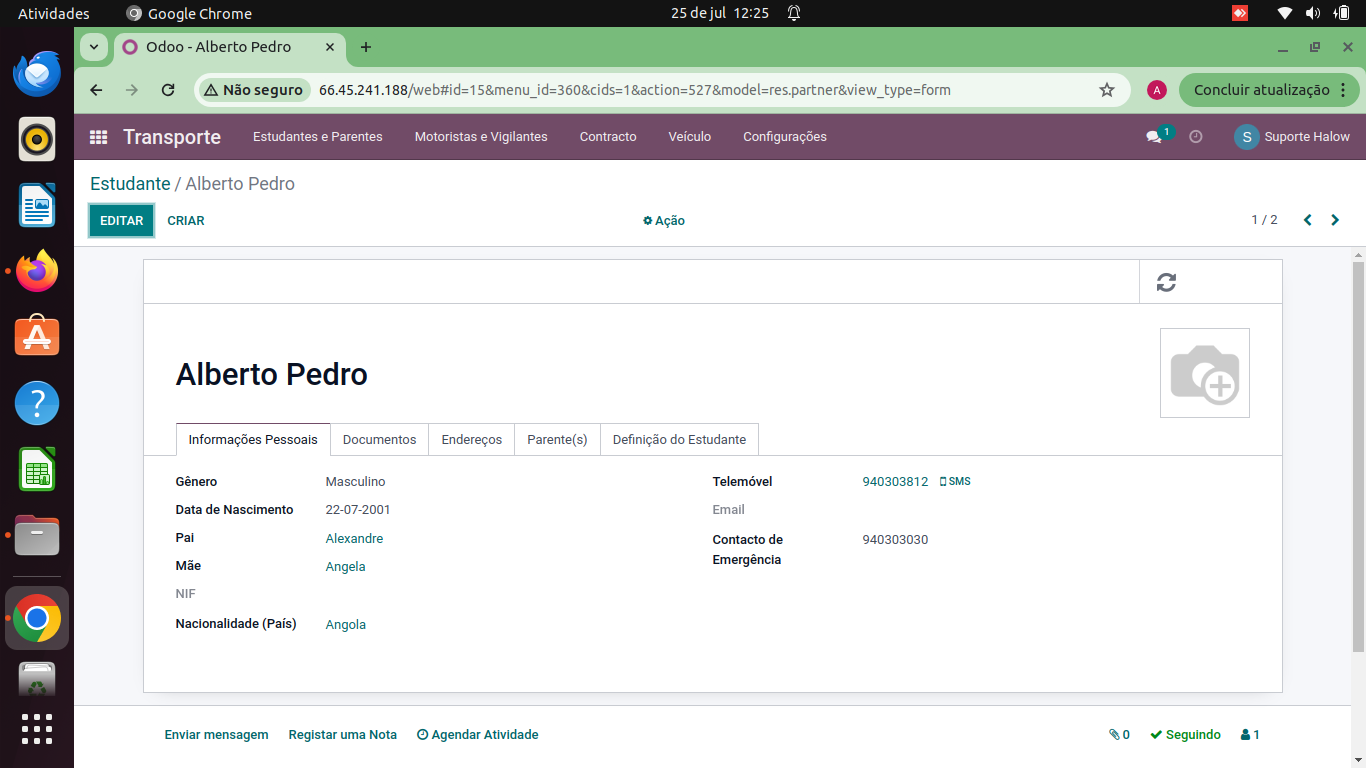 Atividades Google Chrome 25 de jul 12:25
Odoo - Alberto Pedro
Não seguro 66.45.241.188/web#id=15&menu_id=360&cids=1&action=527&model=res.partner&view_type=form A Concluir atualização
Transporte Estudantes e Parentes Motoristas e Vigilantes Contracto Veículo Configurações 1 S Suporte Halow
Estudante / Alberto Pedro
EDITAR CRIAR Ação 1 / 2
Alberto Pedro
Informações Pessoais Documentos Endereços Parente(s) Definição do Estudante
Gênero Masculino Telemóvel 940303812 SMS
Data de Nascimento 22-07-2001 Email
Pai Alexandre Contacto de Emergência 940303030
Mãe Angela
NIF
Nacionalidade (País) Angola
Enviar mensagem Registar uma Nota Agendar Atividade 0 Seguindo 1